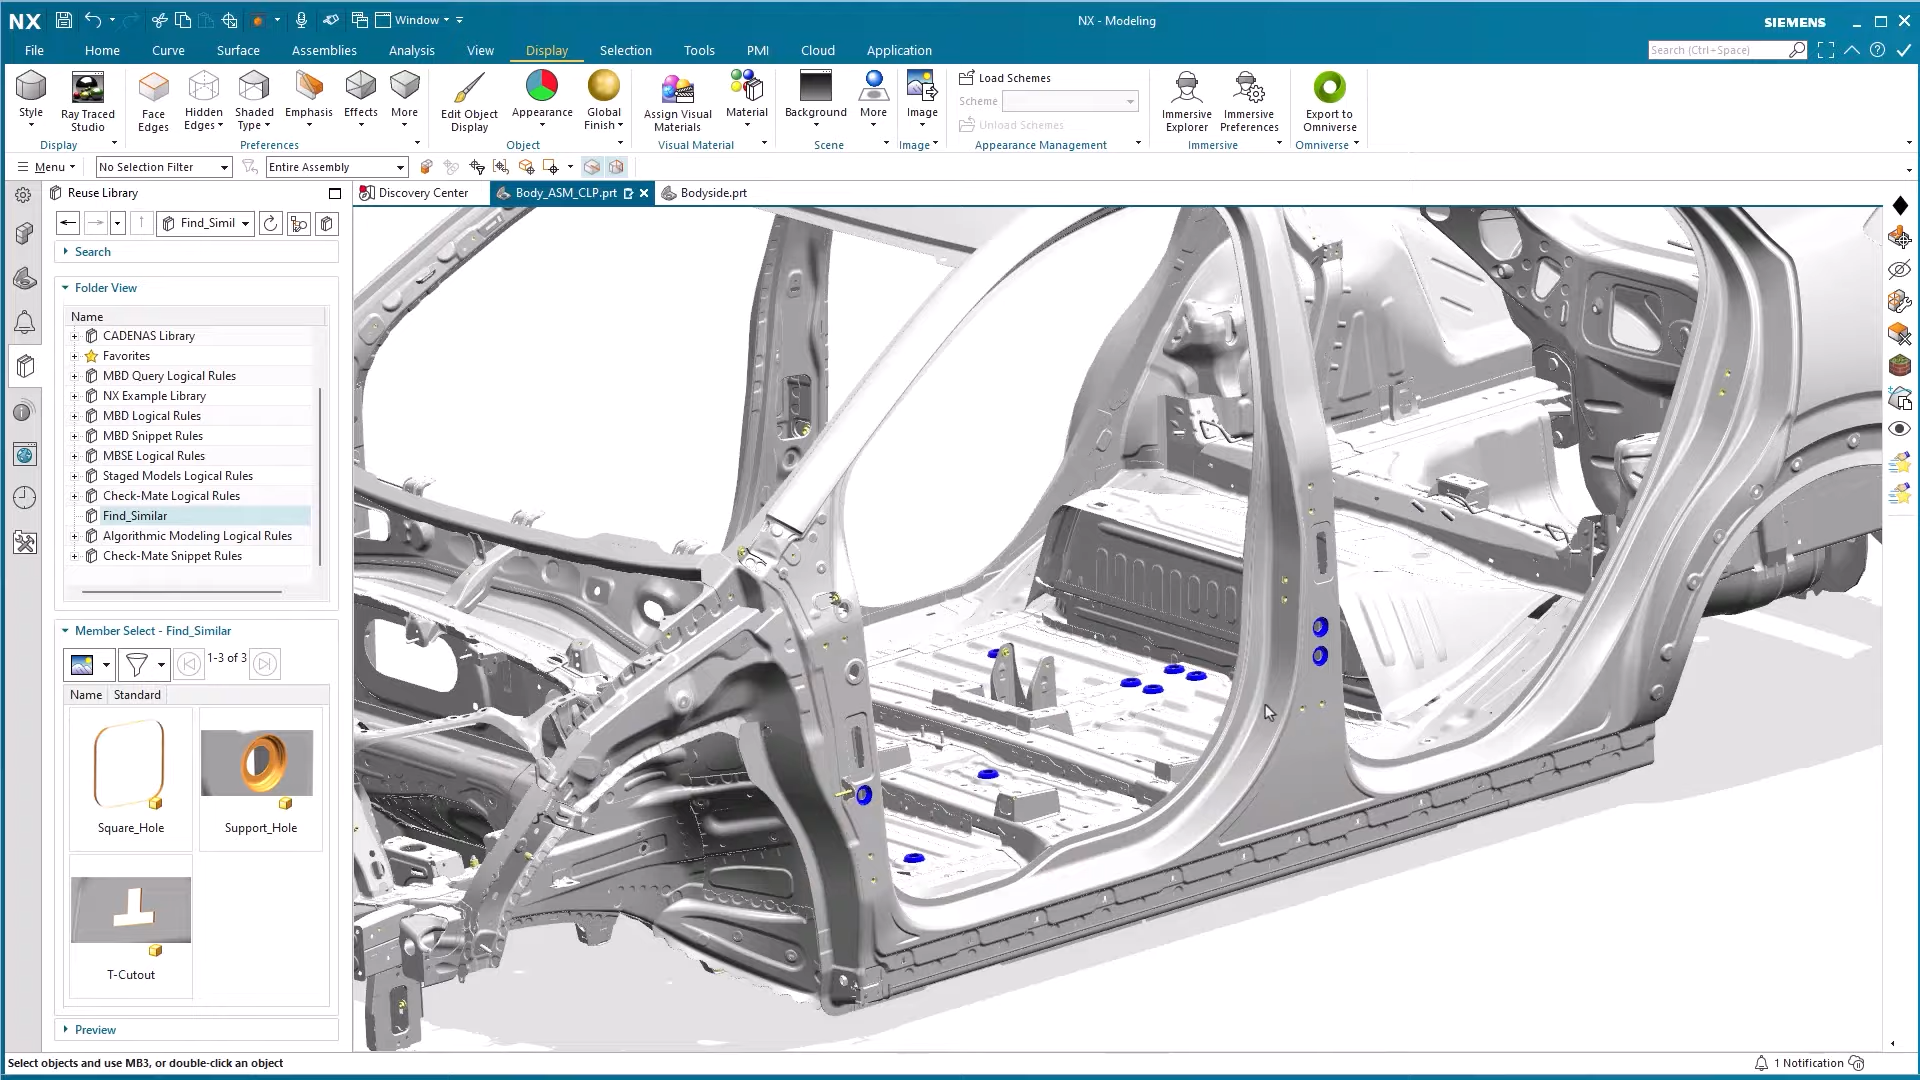 NX
Window
NX - Modeling
SIEMENS
File Home Curve Surface Assemblies Analysis View Display Selection Tools PMI Cloud Application
Search (Ctrl+Space)
Style
Ray Traced Studio
Face Edges
Hidden Edges
Shaded Type
Emphasis
Effects
More
Edit Object Display
Appearance
Global Finish
Assign Visual Materials
Material
Background
More
Image
Load Schemes
Scheme
Unload Schemes
Immersive Explorer
Immersive Preferences
Export to Omniverse
Display Preferences Object Visual Material Scene Image Appearance Management Immersive Omniverse
Menu No Selection Filter Entire Assembly
Reuse Library
Discovery Center Body_ASM_CLP.prt Bodyside.prt
Find_Simil
Search
Folder View
Name
CADENAS Library
Favorites
MBD Query Logical Rules
NX Example Library
MBD Logical Rules
MBD Snippet Rules
MBSE Logical Rules
Staged Models Logical Rules
Check-Mate Logical Rules
Find_Similar
Algorithmic Modeling Logical Rules
Check-Mate Snippet Rules
Member Select - Find_Similar
1-3 of 3
Name Standard
Square_Hole Support_Hole
T-Cutout
Preview
Select objects and use MB3, or double-click an object
1 Notification